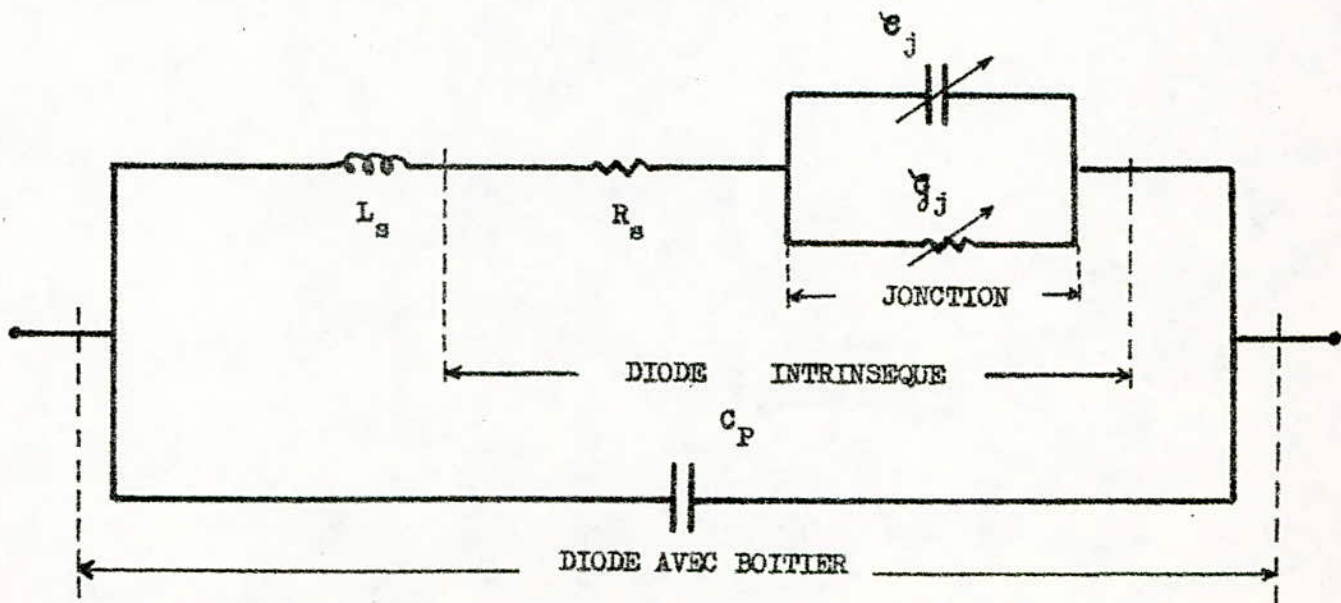 C_j
L_s
R_s
g_j
JONCTION
DIODE INTRINSEQUE
C_P
DIODE AVEC BOITIER